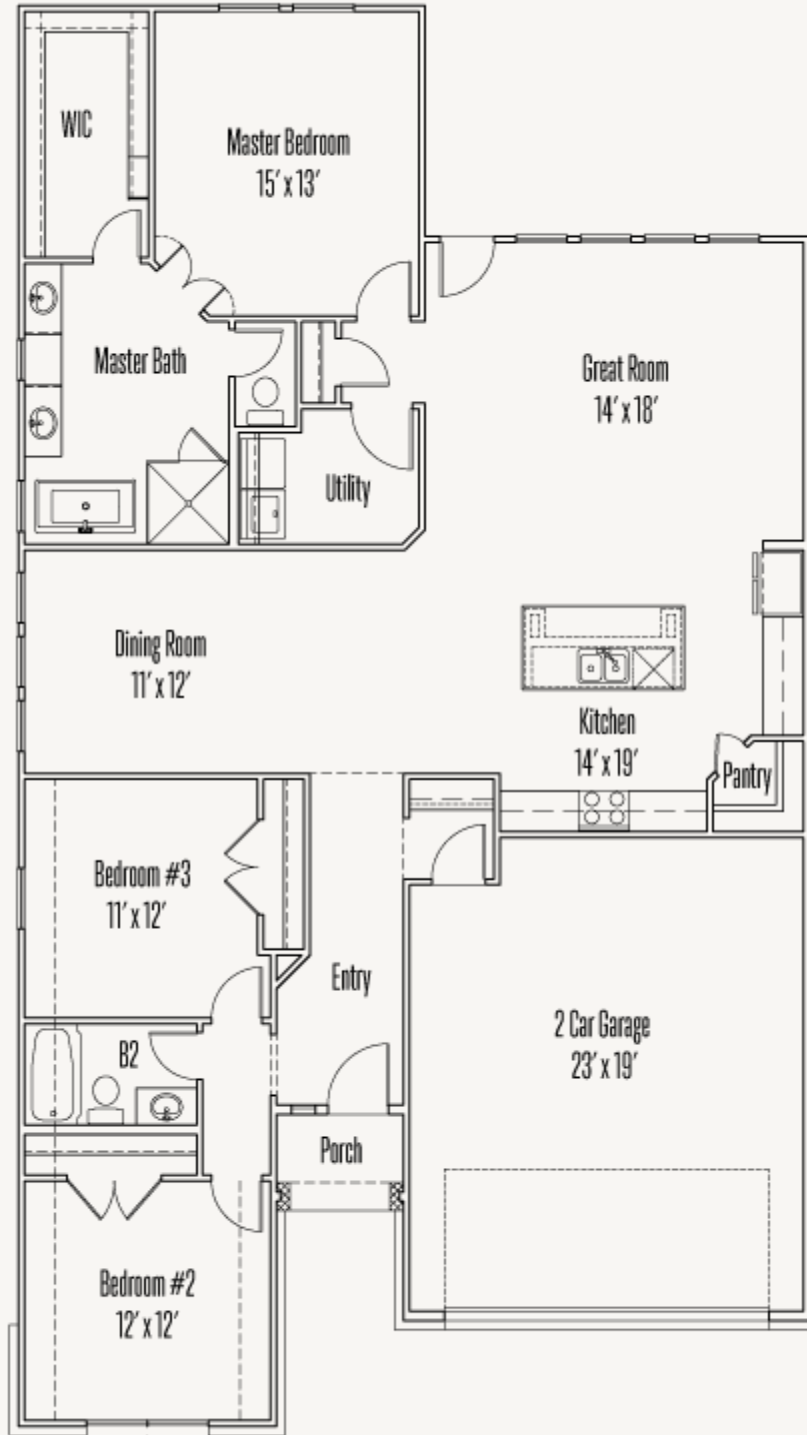 WIC
Master Bedroom
15' x 13'
Master Bath
Great Room
14' x 18'
Utility
Dining Room
11' x 12'
Kitchen
14' x 19'
Pantry
Bedroom #3
11' x 12'
Entry
2 Car Garage
23' x 19'
B2
Porch
Bedroom #2
12' x 12'